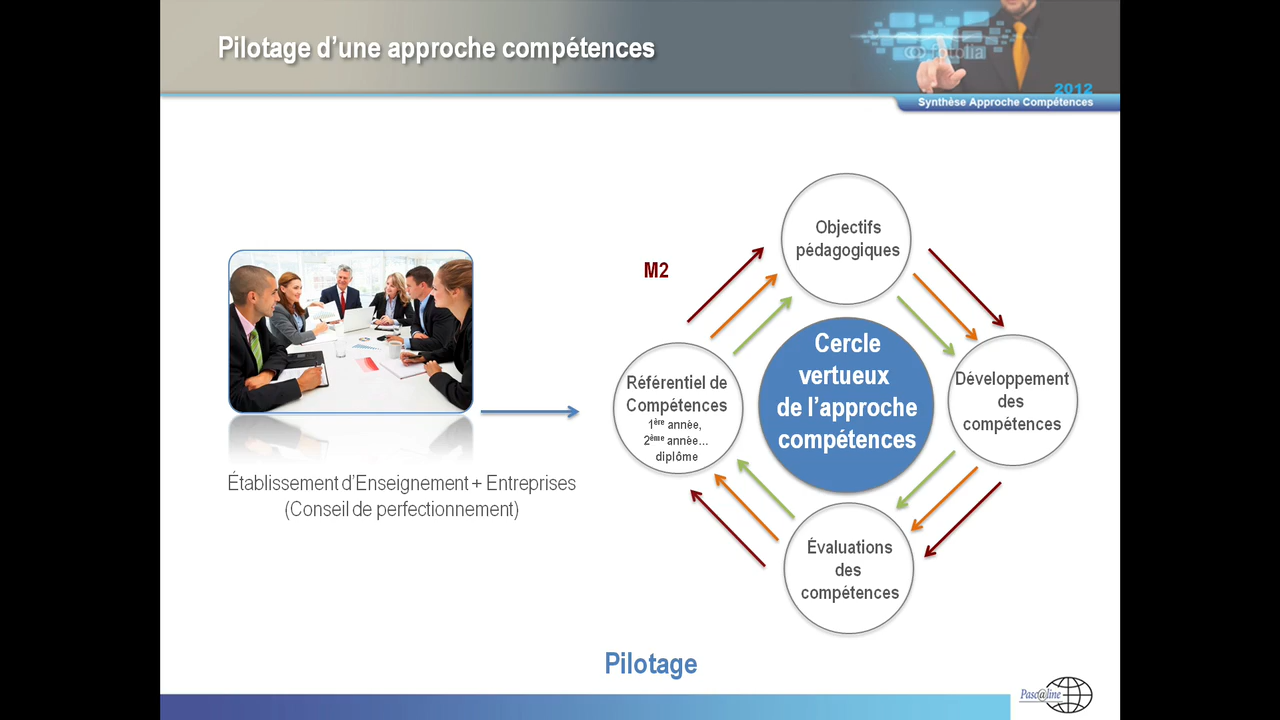 Pilotage d’une approche compétences
fotolia
2012
Synthèse Approche Compétences
Objectifs
pédagogiques
M2
Cercle
vertueux
de l’approche
compétences
Référentiel de
Compétences
1ère annèe,
2ème annèe...
diplôme
Développement
des
compétences
Établissement d’Enseignement + Entreprises
(Conseil de perfectionnement)
Évaluations
des
compétences
Pilotage
Pasc@line